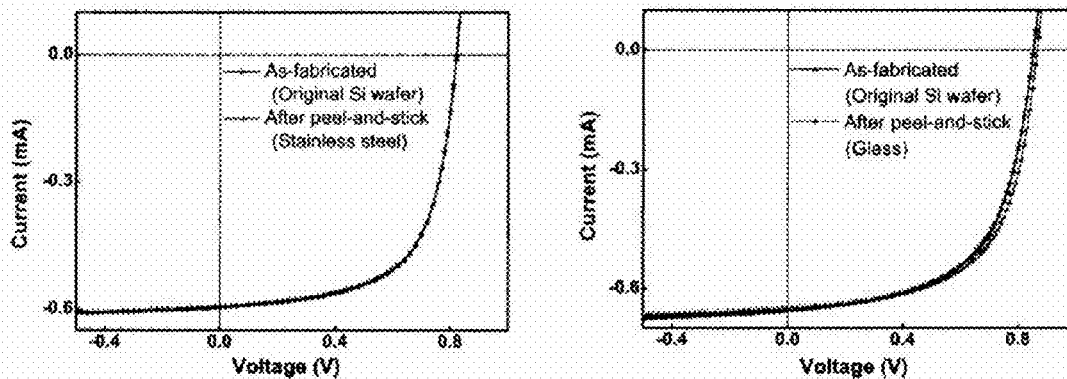 0.0
As-fabricated
(Original Si wafer)
After peel-and-stick
(Stainless steel)
-0.3
-0.6
Current (mA)
-0.4 0.0 0.4 0.8
Voltage (V)
0.0
As-fabricated
(Original Si wafer)
After peel-and-stick
(Glass)
-0.3
-0.6
Current (mA)
-0.4 0.0 0.4 0.8
Voltage (V)